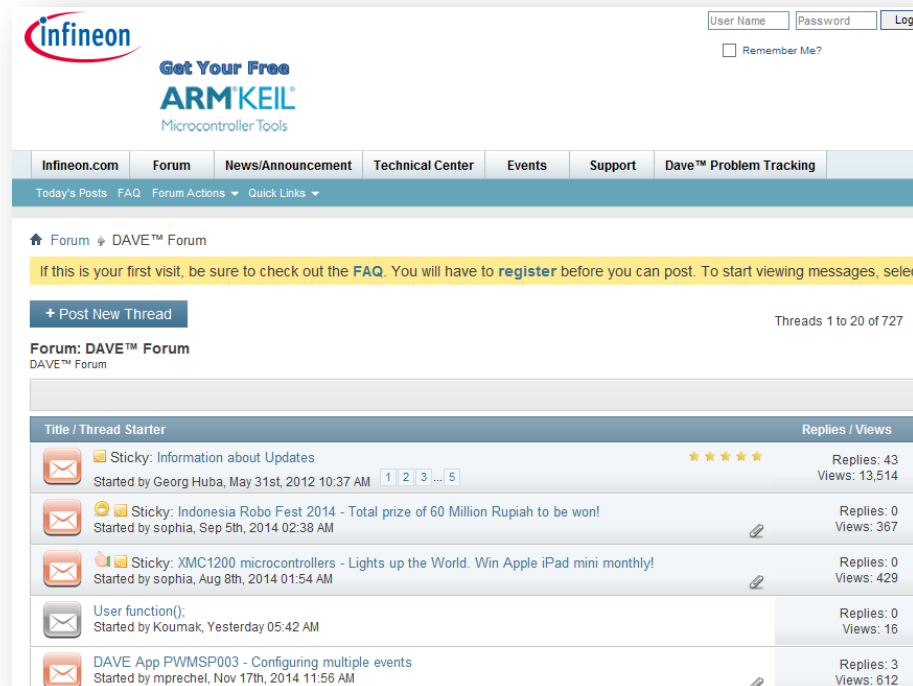 infineon
User Name Password Log
Remember Me?
Get Your Free
ARM®KEIL®
Microcontroller Tools
Infineon.com Forum News/Announcement Technical Center Events Support Dave™ Problem Tracking
Today's Posts FAQ Forum Actions Quick Links
Forum DAVE™ Forum
If this is your first visit, be sure to check out the FAQ. You will have to register before you can post. To start viewing messages, sele
+ Post New Thread
Threads 1 to 20 of 727
Forum: DAVE™ Forum
DAVE™ Forum
Title / Thread Starter Replies / Views
Sticky: Information about Updates
Started by Georg Huba, May 31st, 2012 10:37 AM 1 2 3 ... 5
Replies: 43
Views: 13,514
Sticky: Indonesia Robo Fest 2014 - Total prize of 60 Million Rupiah to be won!
Started by sophia, Sep 5th, 2014 02:38 AM
Replies: 0
Views: 367
Sticky: XMC1200 microcontrollers - Lights up the World. Win Apple iPad mini monthly!
Started by sophia, Aug 8th, 2014 01:54 AM
Replies: 0
Views: 429
User function();
Started by Koumak, Yesterday 05:42 AM
Replies: 0
Views: 16
DAVE App PWMSP003 - Configuring multiple events
Started by mprechel, Nov 17th, 2014 11:56 AM
Replies: 3
Views: 612